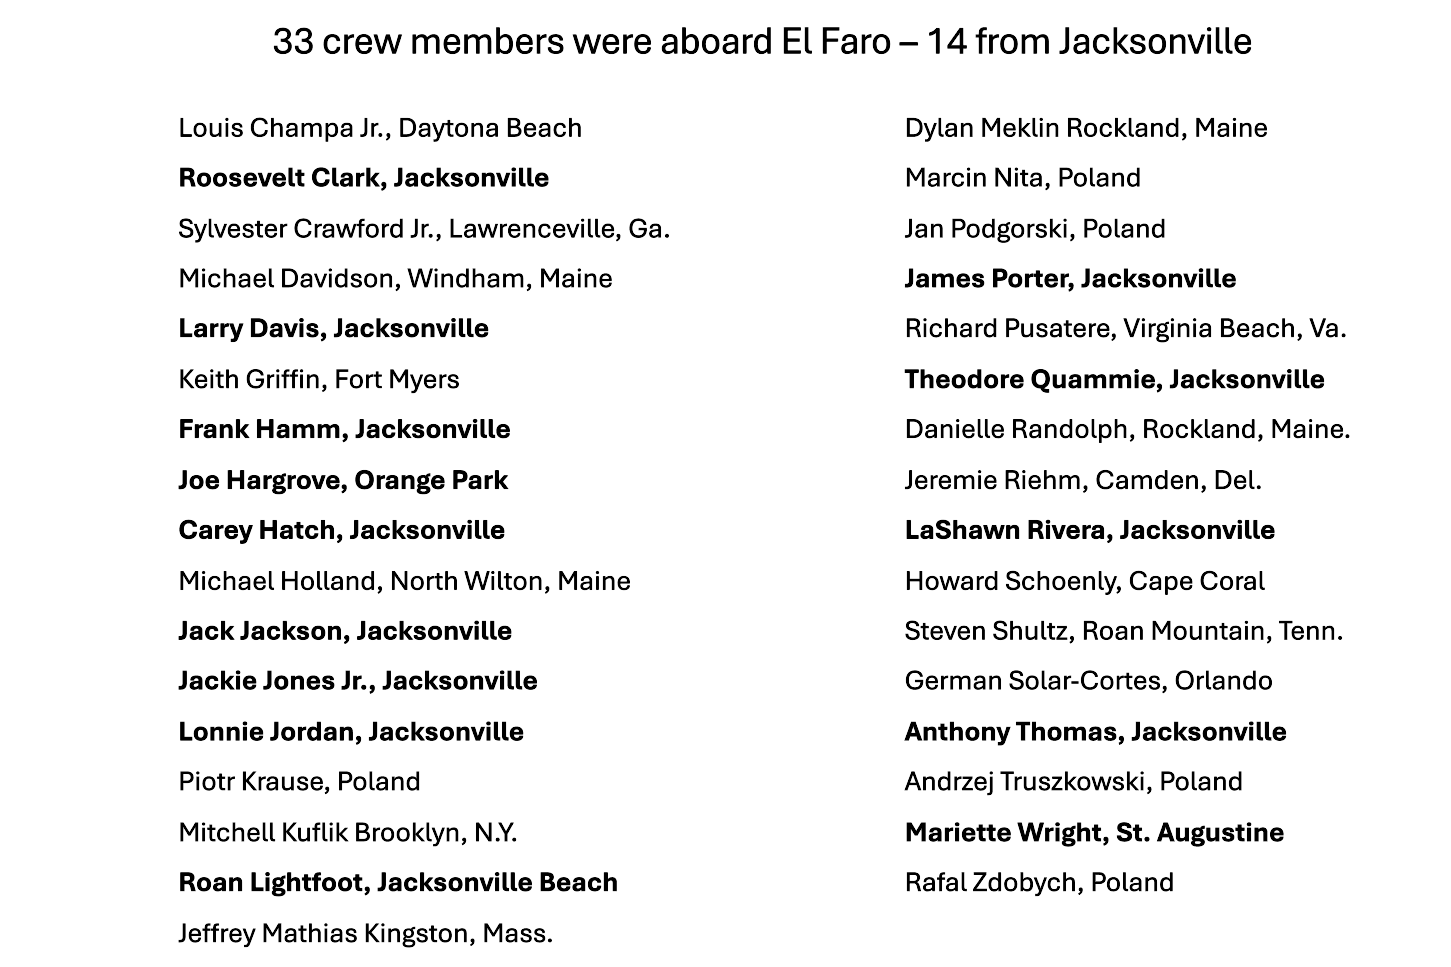 33 crew members were aboard El Faro – 14 from Jacksonville
Louis Champa Jr., Daytona Beach
Roosevelt Clark, Jacksonville
Sylvester Crawford Jr., Lawrenceville, Ga.
Michael Davidson, Windham, Maine
Larry Davis, Jacksonville
Keith Griffin, Fort Myers
Frank Hamm, Jacksonville
Joe Hargrove, Orange Park
Carey Hatch, Jacksonville
Michael Holland, North Wilton, Maine
Jack Jackson, Jacksonville
Jackie Jones Jr., Jacksonville
Lonnie Jordan, Jacksonville
Piotr Krause, Poland
Mitchell Kuflik Brooklyn, N.Y.
Roan Lightfoot, Jacksonville Beach
Jeffrey Mathias Kingston, Mass.
Dylan Meklin Rockland, Maine
Marcin Nita, Poland
Jan Podgorski, Poland
James Porter, Jacksonville
Richard Pusatere, Virginia Beach, Va.
Theodore Quammie, Jacksonville
Danielle Randolph, Rockland, Maine.
Jeremie Riehm, Camden, Del.
LaShawn Rivera, Jacksonville
Howard Schoenly, Cape Coral
Steven Shultz, Roan Mountain, Tenn.
German Solar-Cortes, Orlando
Anthony Thomas, Jacksonville
Andrzej Truszkowski, Poland
Mariette Wright, St. Augustine
Rafal Zdobych, Poland